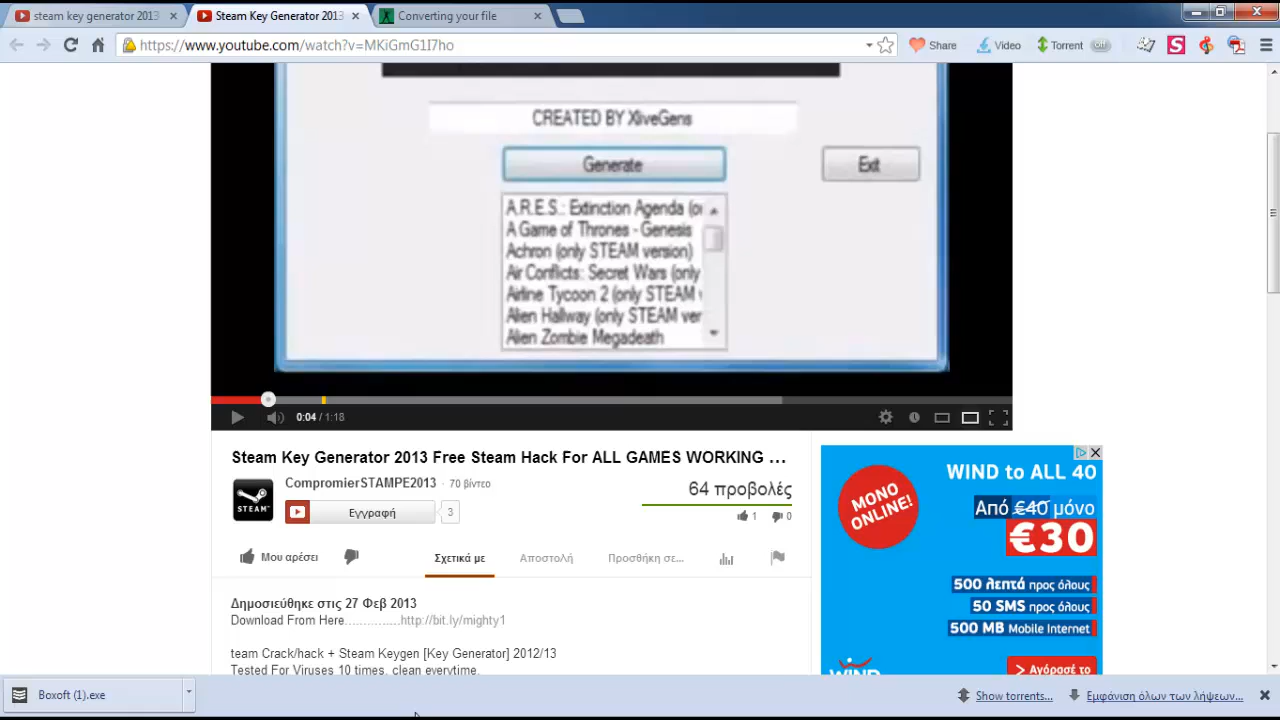 steam key generator 2013
Steam Key Generator 2013
Converting your file
https://www.youtube.com/watch?v=MKiGmG1I7ho
Share
Video
Torrent
Off
CREATED BY XliveGens
Generate
Exit
A.R.E.S.: Extinction Agenda (o
A Game of Thrones - Genesis
Achron (only STEAM version)
Air Conflicts: Secret Wars (only
Airline Tycoon 2 (only STEAM v
Alien Hallway (only STEAM ver
Alien Zombie Megadeath
0:04 / 1:18
Steam Key Generator 2013 Free Steam Hack For ALL GAMES WORKING ...
CompromierSTAMPE2013 · 70 βίντεο
STEAM
Εγγραφή
3
64 προβολές
1
0
Μου αρέσει
Σχετικά με
Αποστολή
Προσθήκη σε...
Δημοσιεύθηκε στις 27 Φεβ 2013
Download From Here...............http://bit.ly/mighty1
team Crack/hack + Steam Keygen [Key Generator] 2012/13
Tested For Viruses 10 times, clean everytime.
WIND to ALL 40
ΜΟΝΟ
ONLINE!
Από €40 μόνο
€30
500 λεπτά προς όλους
50 SMS προς όλους
500 MB Mobile Internet
WIND
> Αγόρασέ το
Boxoft (1).exe
Show torrents...
Εμφάνιση όλων των λήψεων...